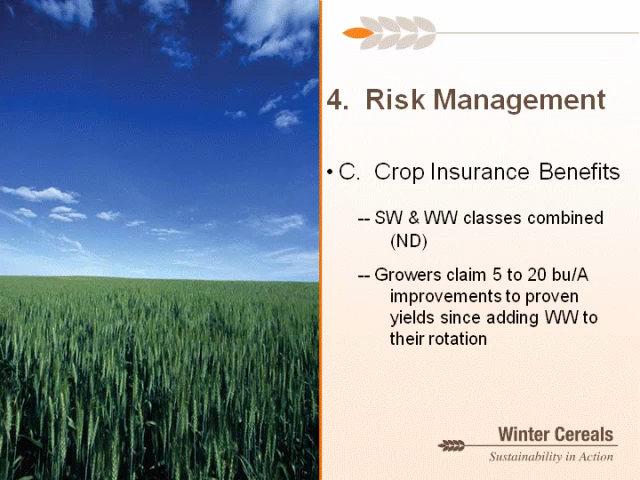 4. Risk Management
• C. Crop Insurance Benefits
-- SW & WW classes combined
(ND)
-- Growers claim 5 to 20 bu/A
improvements to proven
yields since adding WW to
their rotation
Winter Cereals
Sustainability in Action